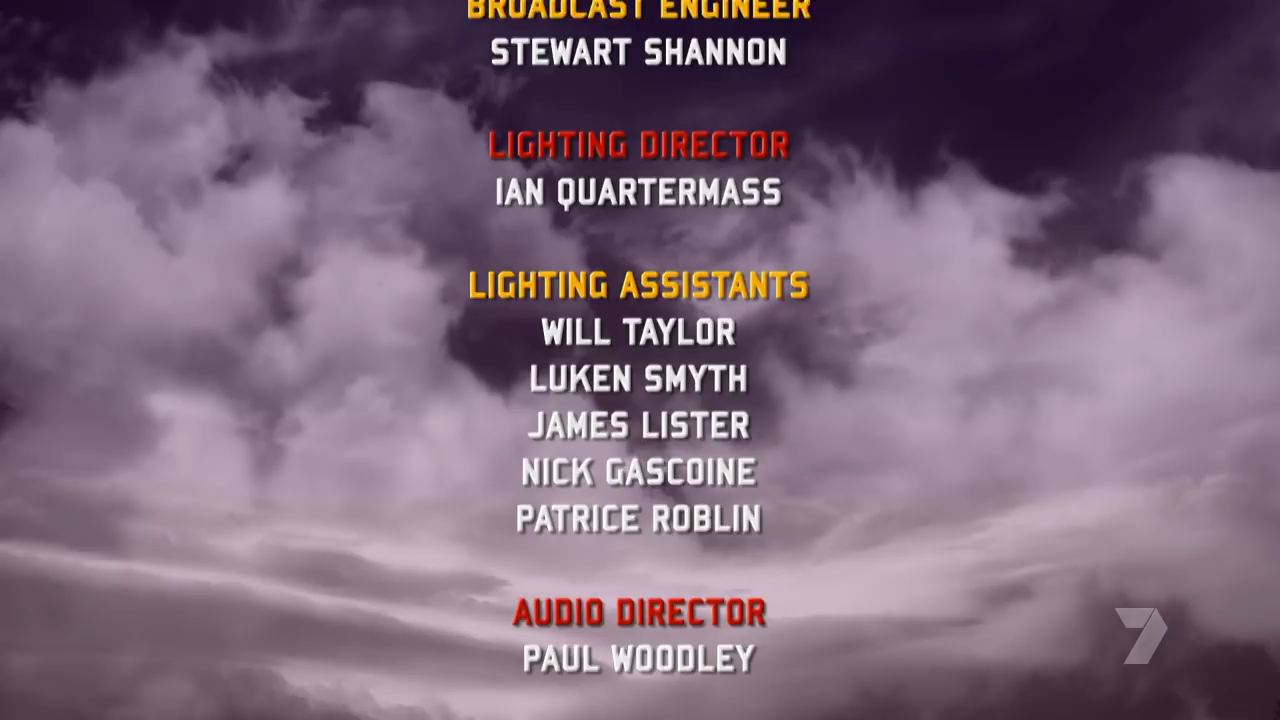 BROADCAST ENGINEER
STEWART SHANNON
LIGHTING DIRECTOR
IAN QUARTERMASS
LIGHTING ASSISTANTS
WILL TAYLOR
LUKEN SMYTH
JAMES LISTER
NICK GASCOINE
PATRICE ROBLIN
AUDIO DIRECTOR
PAUL WOODLEY
7